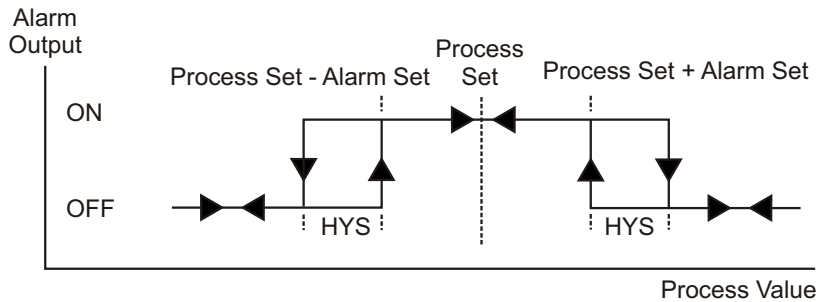 Alarm
Output
Process
Set
Process Set - Alarm Set
Process Set + Alarm Set
ON
OFF
HYS
HYS
Process Value